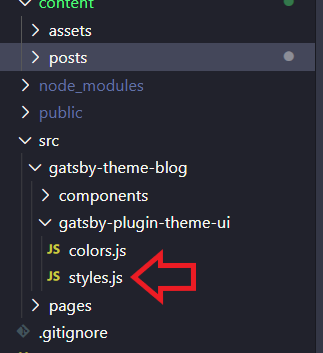 content
assets
posts
node_modules
public
src
gatsby-theme-blog
components
gatsby-plugin-theme-ui
JS colors.js
JS styles.js
pages
.gitignore